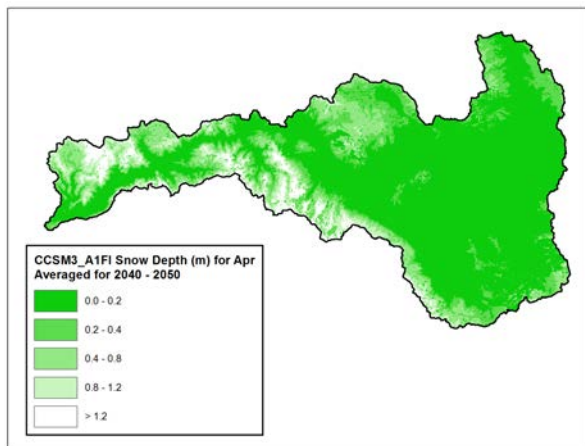 CCSM3_A1FI Snow Depth (m) for Apr
Averaged for 2040 - 2050
0.0 - 0.2
0.2 - 0.4
0.4 - 0.8
0.8 - 1.2
> 1.2